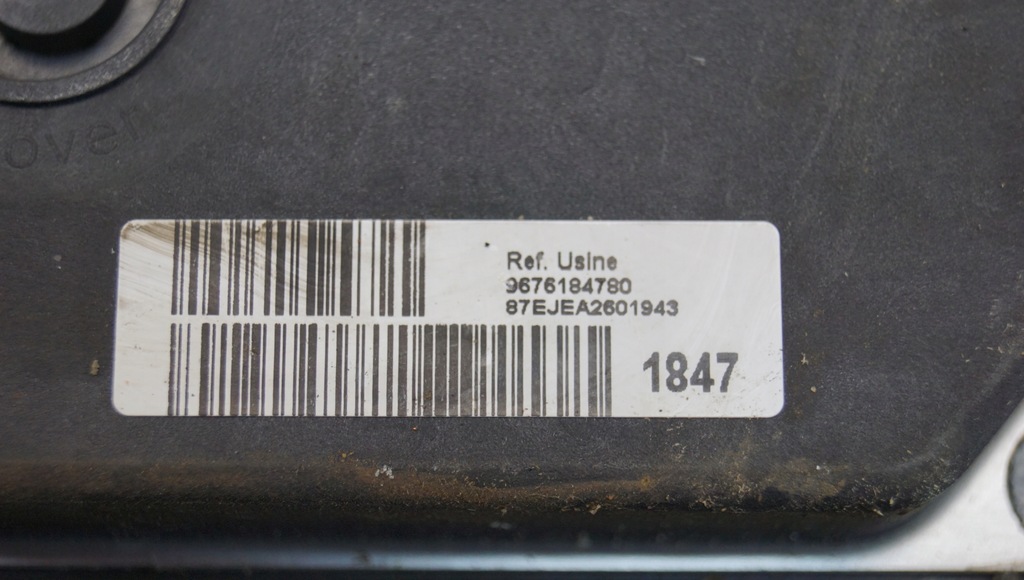 over
Ref. Usine
9676184780
87EJEA2601943
1847